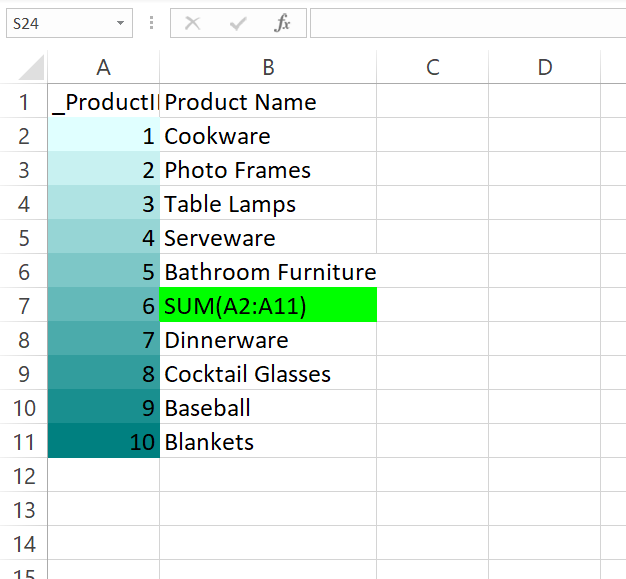 S24 fx
A B C D
1 _ProductI Product Name
2 1 Cookware
3 2 Photo Frames
4 3 Table Lamps
5 4 Serveware
6 5 Bathroom Furniture
7 6 SUM(A2:A11)
8 7 Dinnerware
9 8 Cocktail Glasses
10 9 Baseball
11 10 Blankets
12
13
14
15